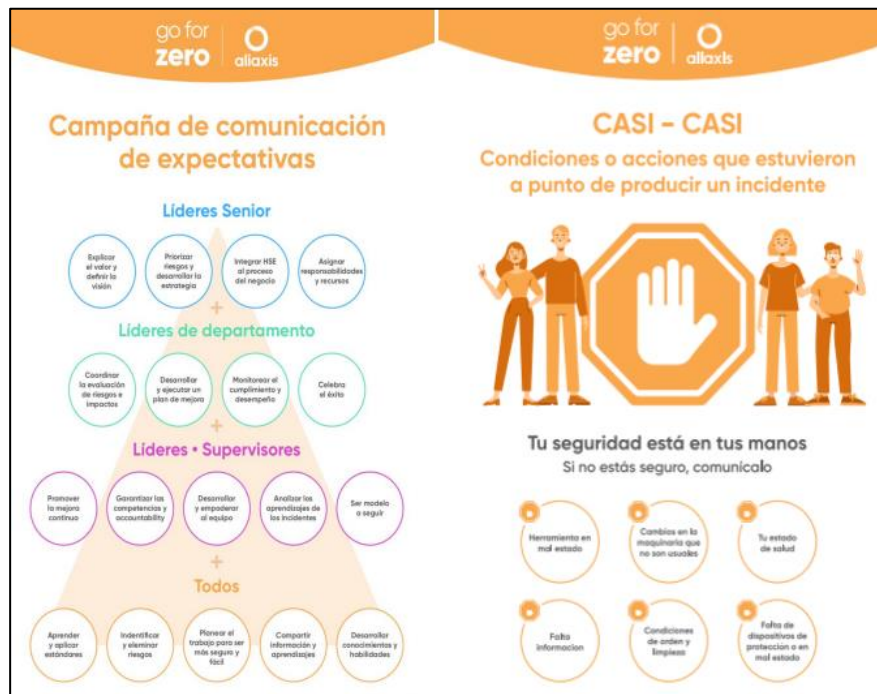 go for
zero
aliaxis
Campaña de comunicación
de expectativas
Líderes Senior
Explicar
el valor y
definir la
visión
Priorizar
riesgos y
desarrollar la
estrategia
Integrar HSE
al proceso
del negocio
Asignar
responsabilidades
y recursos
+
Líderes de departamento
Coordinar
la evaluación
de riesgos e
impactos
Desarrollar
y ejecutar un
plan de mejora
Monitorear el
cumplimiento y
desempeño
Celebra
el éxito
+
Líderes • Supervisores
Promover
la mejora
continua
Garantizar las
competencias y
accountability
Desarrollar
y empoderar
al equipo
Analizar los
aprendizajes de
los incidentes
Ser modelo
a seguir
+
Todos
Aprender
y aplicar
estándares
Indentificar
y eleminar
riesgos
Planear el
trabajo para ser
más seguro y
fácil
Compartir
información y
aprendizajes
Desarrollar
conocimientos y
habilidades
go for
zero
aliaxis
CASI - CASI
Condiciones o acciones que estuvieron
a punto de producir un incidente
Tu seguridad está en tus manos
Si no estás seguro, comunícalo
Herramienta en
mal estado
Cambios en la
maquinaria que
no son usuales
Tu estado
de salud
Falta
informacion
Condiciones
de orden y
limpieza
Falta de
dispositivos de
protección o en
mal estado